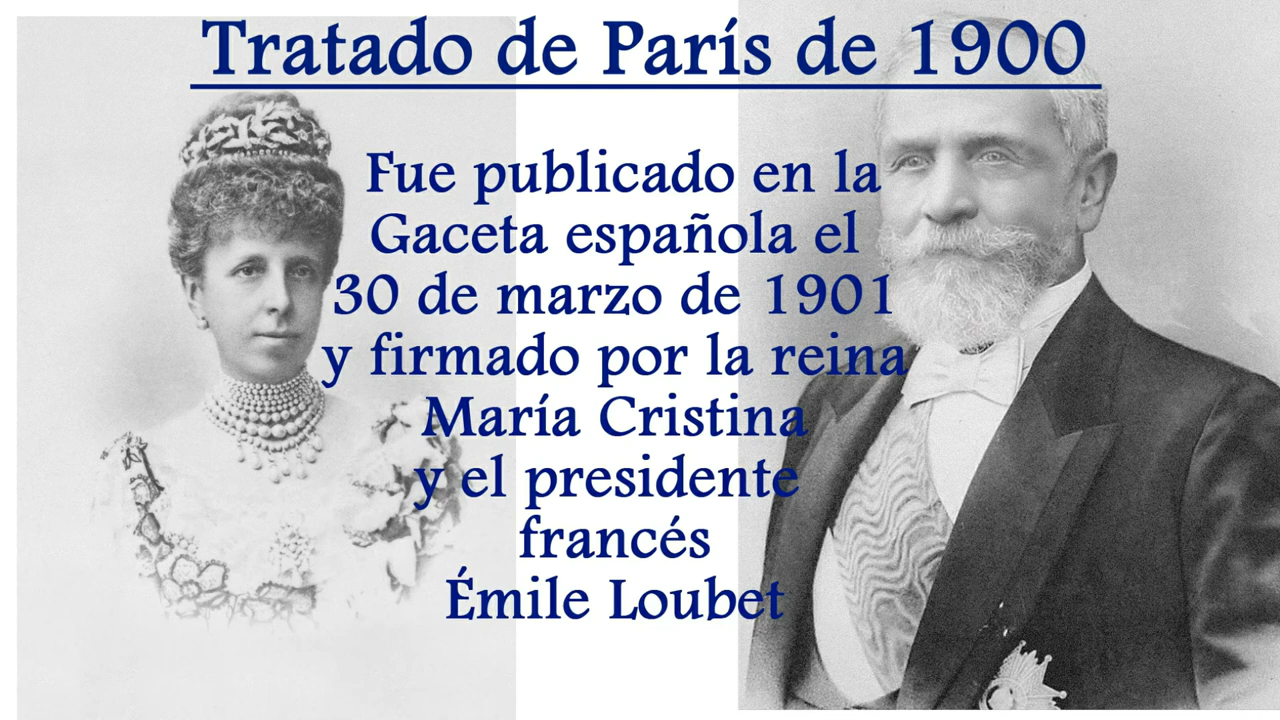 Tratado de París de 1900
Fue publicado en la
Gaceta española el
30 de marzo de 1901
y firmado por la reina
María Cristina
y el presidente
francés
Émile Loubet